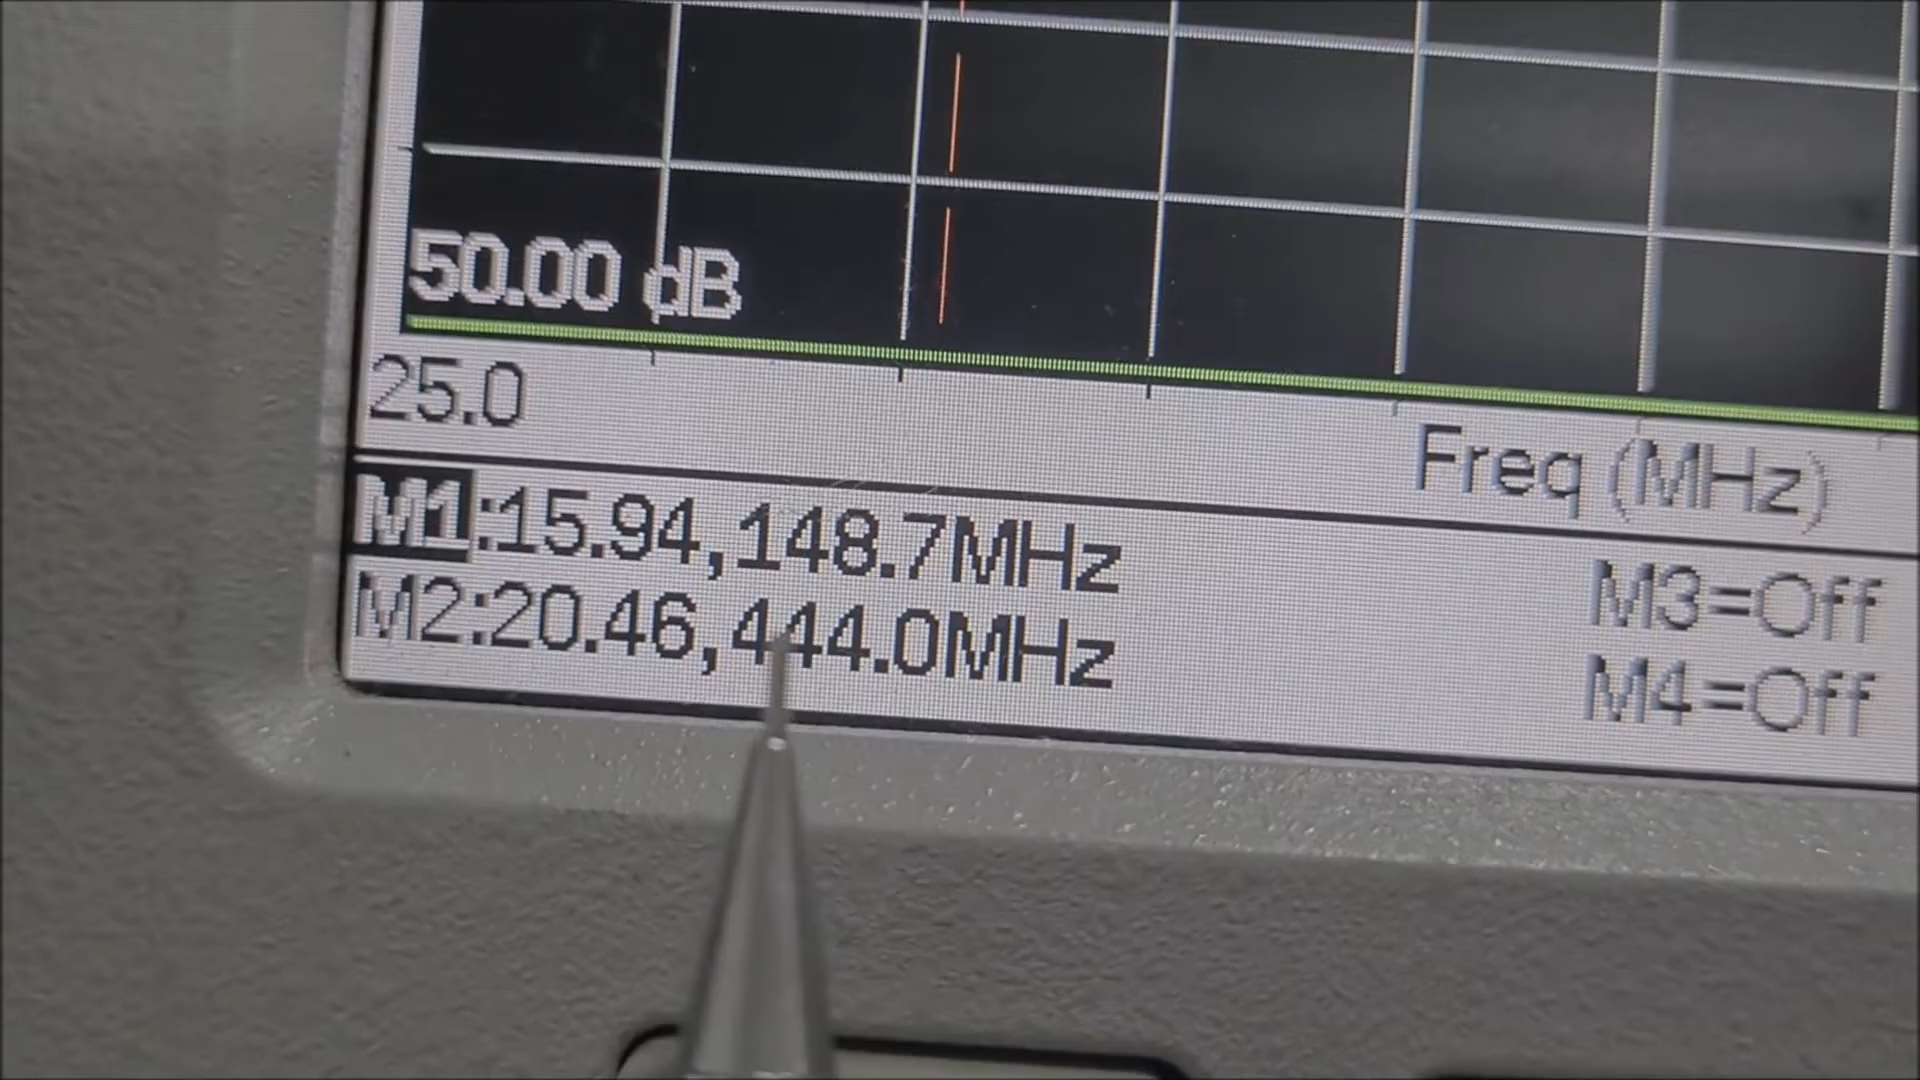 50.00 dB
25.0
Freq (MHz)
M1:15.94,148.7MHz
M3=Off
M2:20.46,444.0MHz
M4=Off